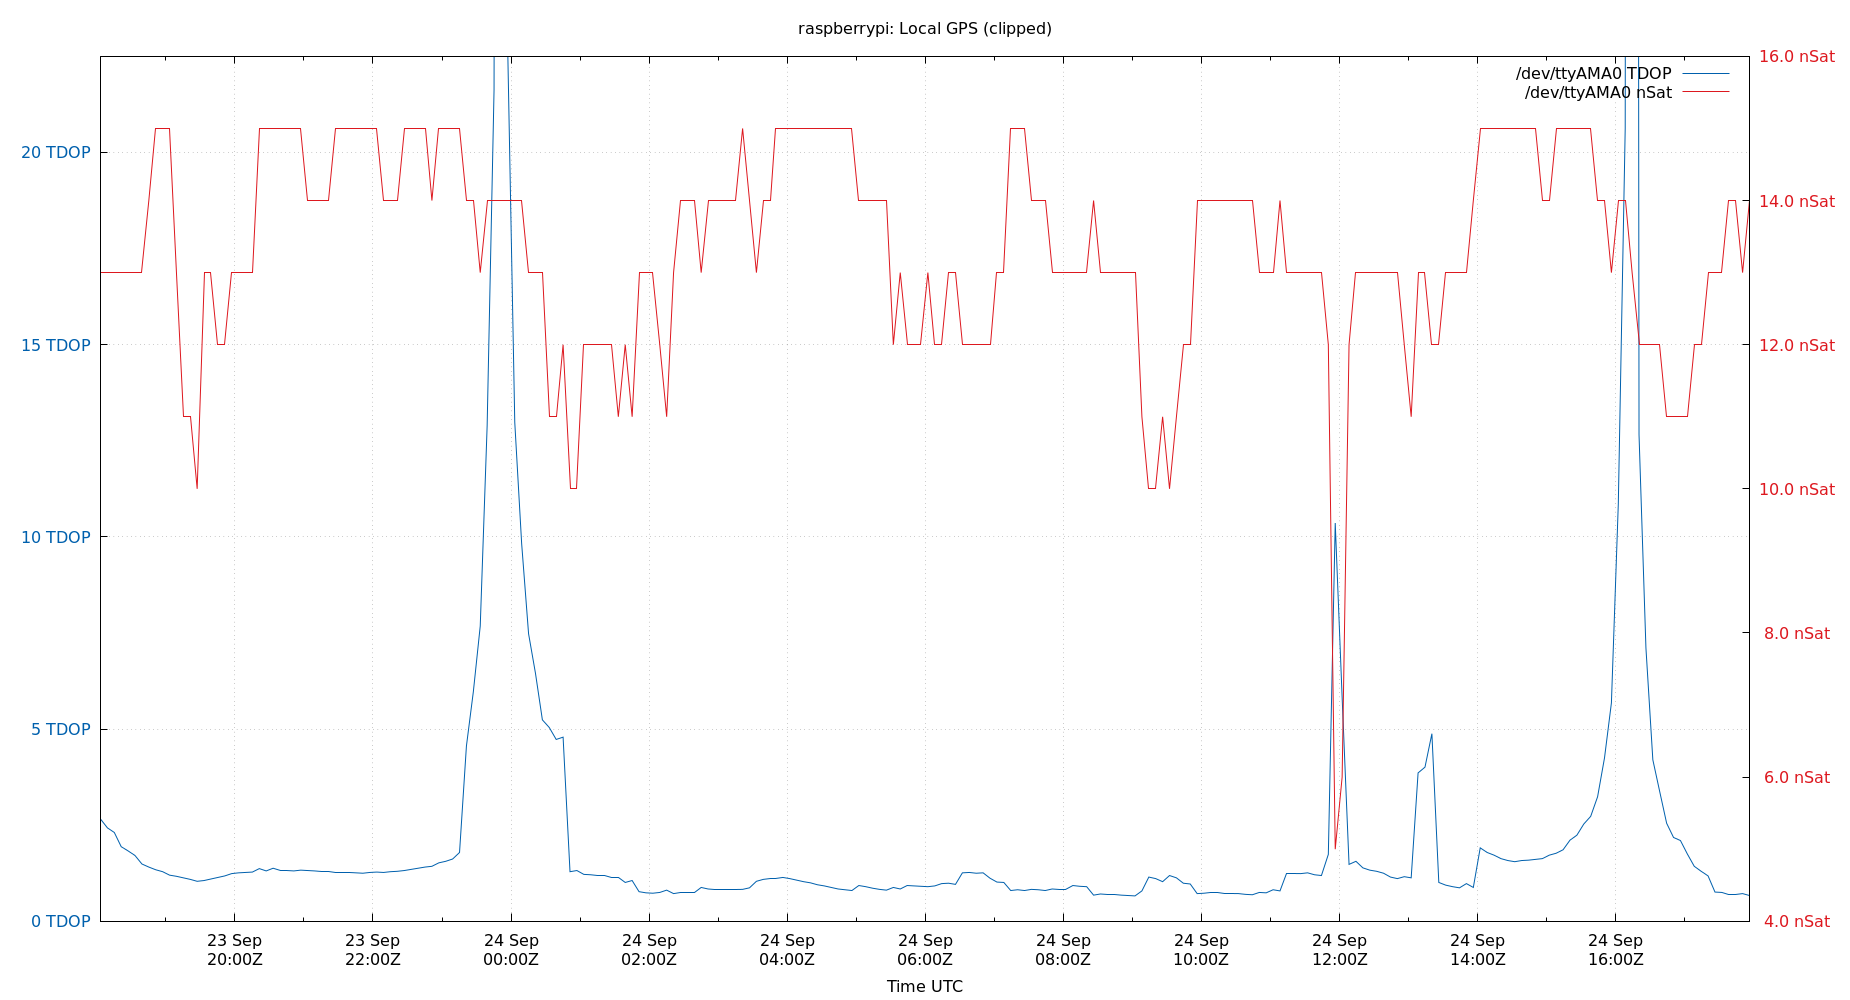 raspberrypi: Local GPS (clipped)
/dev/ttyAMA0 TDOP
/dev/ttyAMA0 nSat
20 TDOP
15 TDOP
10 TDOP
5 TDOP
0 TDOP
16.0 nSat
14.0 nSat
12.0 nSat
10.0 nSat
8.0 nSat
6.0 nSat
4.0 nSat
23 Sep 23 Sep 24 Sep 24 Sep 24 Sep 24 Sep 24 Sep 24 Sep 24 Sep 24 Sep 24 Sep
20:00Z 22:00Z 00:00Z 02:00Z 04:00Z 06:00Z 08:00Z 10:00Z 12:00Z 14:00Z 16:00Z
Time UTC